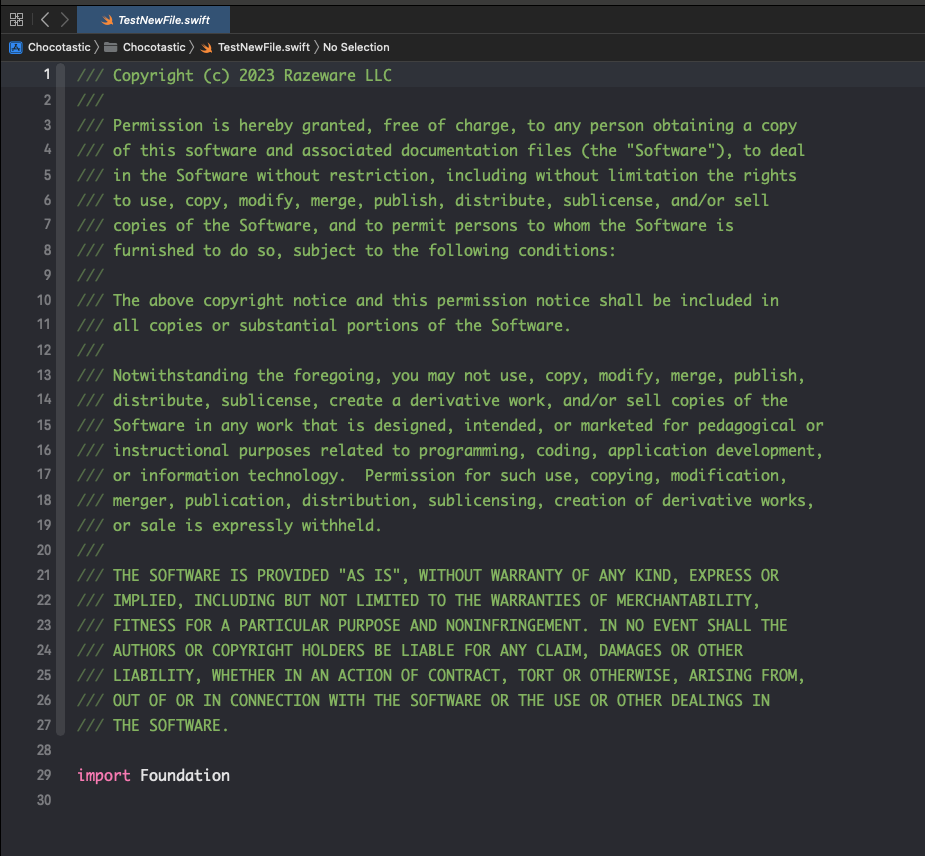 TestNewFile.swift
Chocotastic Chocotastic TestNewFile.swift No Selection
1 /// Copyright (c) 2023 Razeware LLC
2 ///
3 /// Permission is hereby granted, free of charge, to any person obtaining a copy
4 /// of this software and associated documentation files (the "Software"), to deal
5 /// in the Software without restriction, including without limitation the rights
6 /// to use, copy, modify, merge, publish, distribute, sublicense, and/or sell
7 /// copies of the Software, and to permit persons to whom the Software is
8 /// furnished to do so, subject to the following conditions:
9 ///
10 /// The above copyright notice and this permission notice shall be included in
11 /// all copies or substantial portions of the Software.
12 ///
13 /// Notwithstanding the foregoing, you may not use, copy, modify, merge, publish,
14 /// distribute, sublicense, create a derivative work, and/or sell copies of the
15 /// Software in any work that is designed, intended, or marketed for pedagogical or
16 /// instructional purposes related to programming, coding, application development,
17 /// or information technology.  Permission for such use, copying, modification,
18 /// merger, publication, distribution, sublicensing, creation of derivative works,
19 /// or sale is expressly withheld.
20 ///
21 /// THE SOFTWARE IS PROVIDED "AS IS", WITHOUT WARRANTY OF ANY KIND, EXPRESS OR
22 /// IMPLIED, INCLUDING BUT NOT LIMITED TO THE WARRANTIES OF MERCHANTABILITY,
23 /// FITNESS FOR A PARTICULAR PURPOSE AND NONINFRINGEMENT. IN NO EVENT SHALL THE
24 /// AUTHORS OR COPYRIGHT HOLDERS BE LIABLE FOR ANY CLAIM, DAMAGES OR OTHER
25 /// LIABILITY, WHETHER IN AN ACTION OF CONTRACT, TORT OR OTHERWISE, ARISING FROM,
26 /// OUT OF OR IN CONNECTION WITH THE SOFTWARE OR THE USE OR OTHER DEALINGS IN
27 /// THE SOFTWARE.
28
29 import Foundation
30